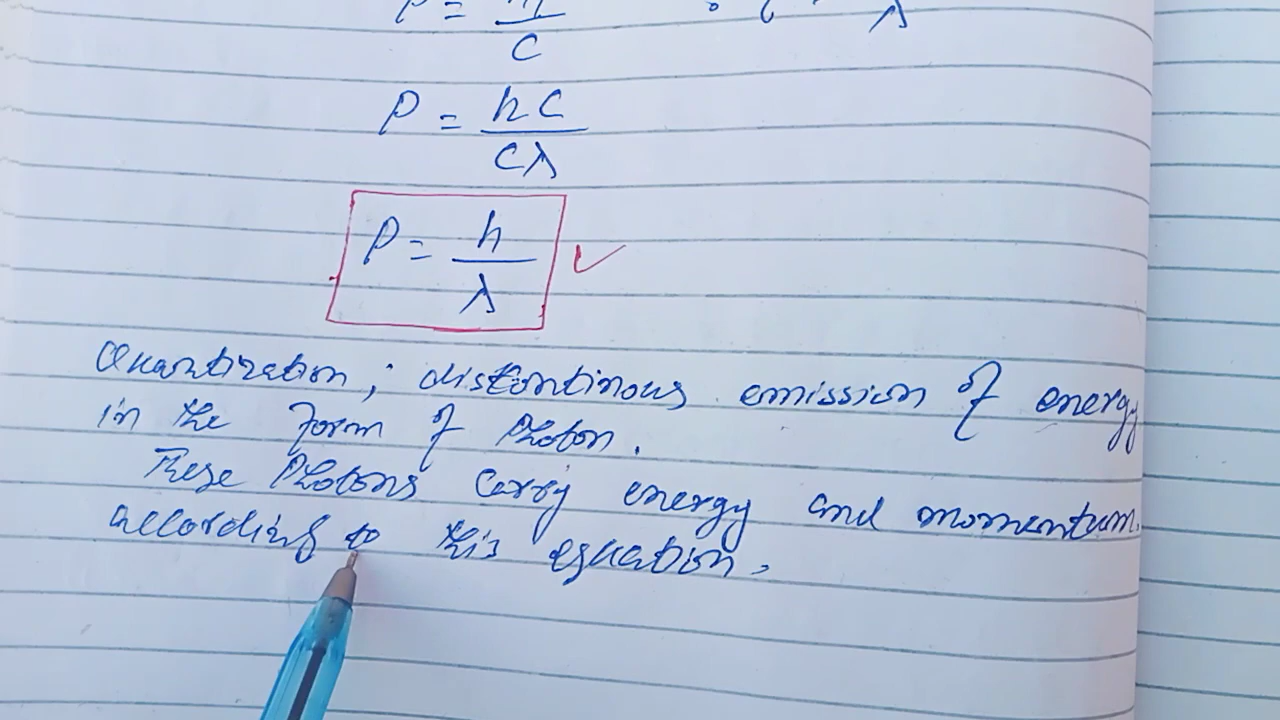 P =
C
λ
P = hC
Cλ
P = h
λ
Quantization; discontinous emission of energy
in the form of Photon.
These Photons carry energy and momentum.
according to this equation.